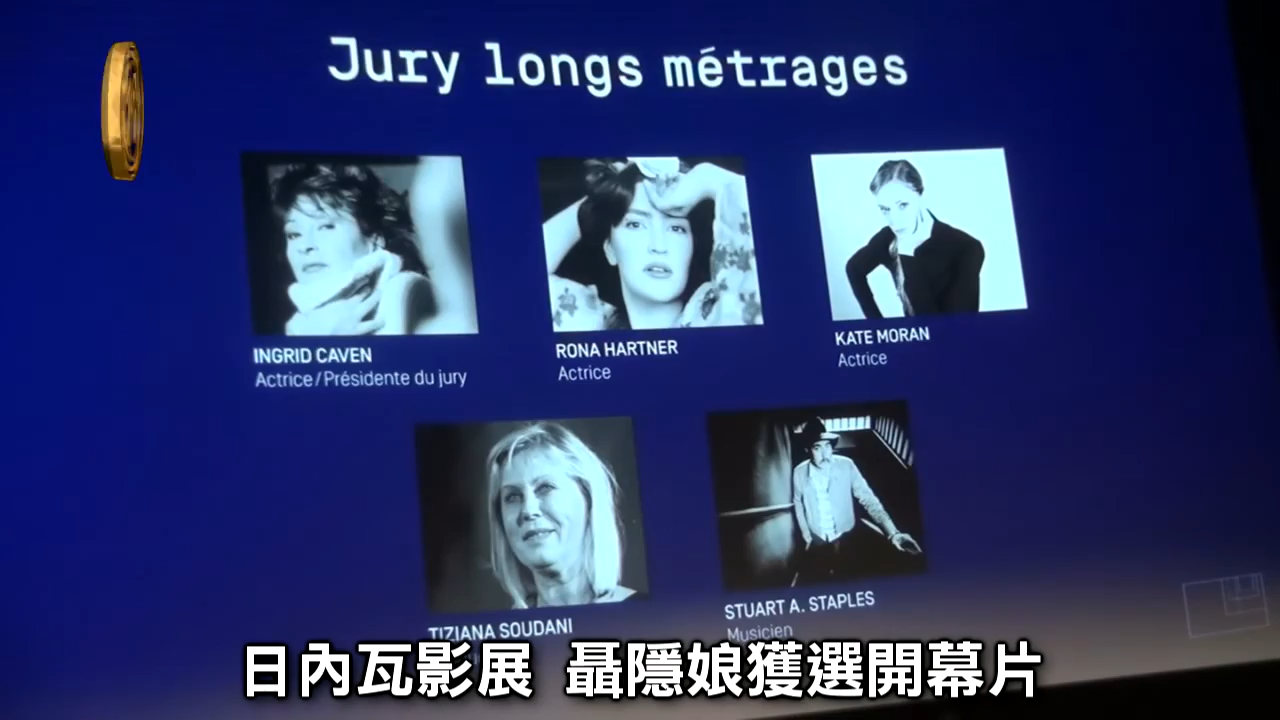 Jury longs métrages
INGRID CAVEN
Actrice / Présidente du jury
RONA HARTNER
Actrice
KATE MORAN
Actrice
TIZIANA SOUDANI
STUART A. STAPLES
Musicien
日內瓦影展 聶隱娘獲選開幕片